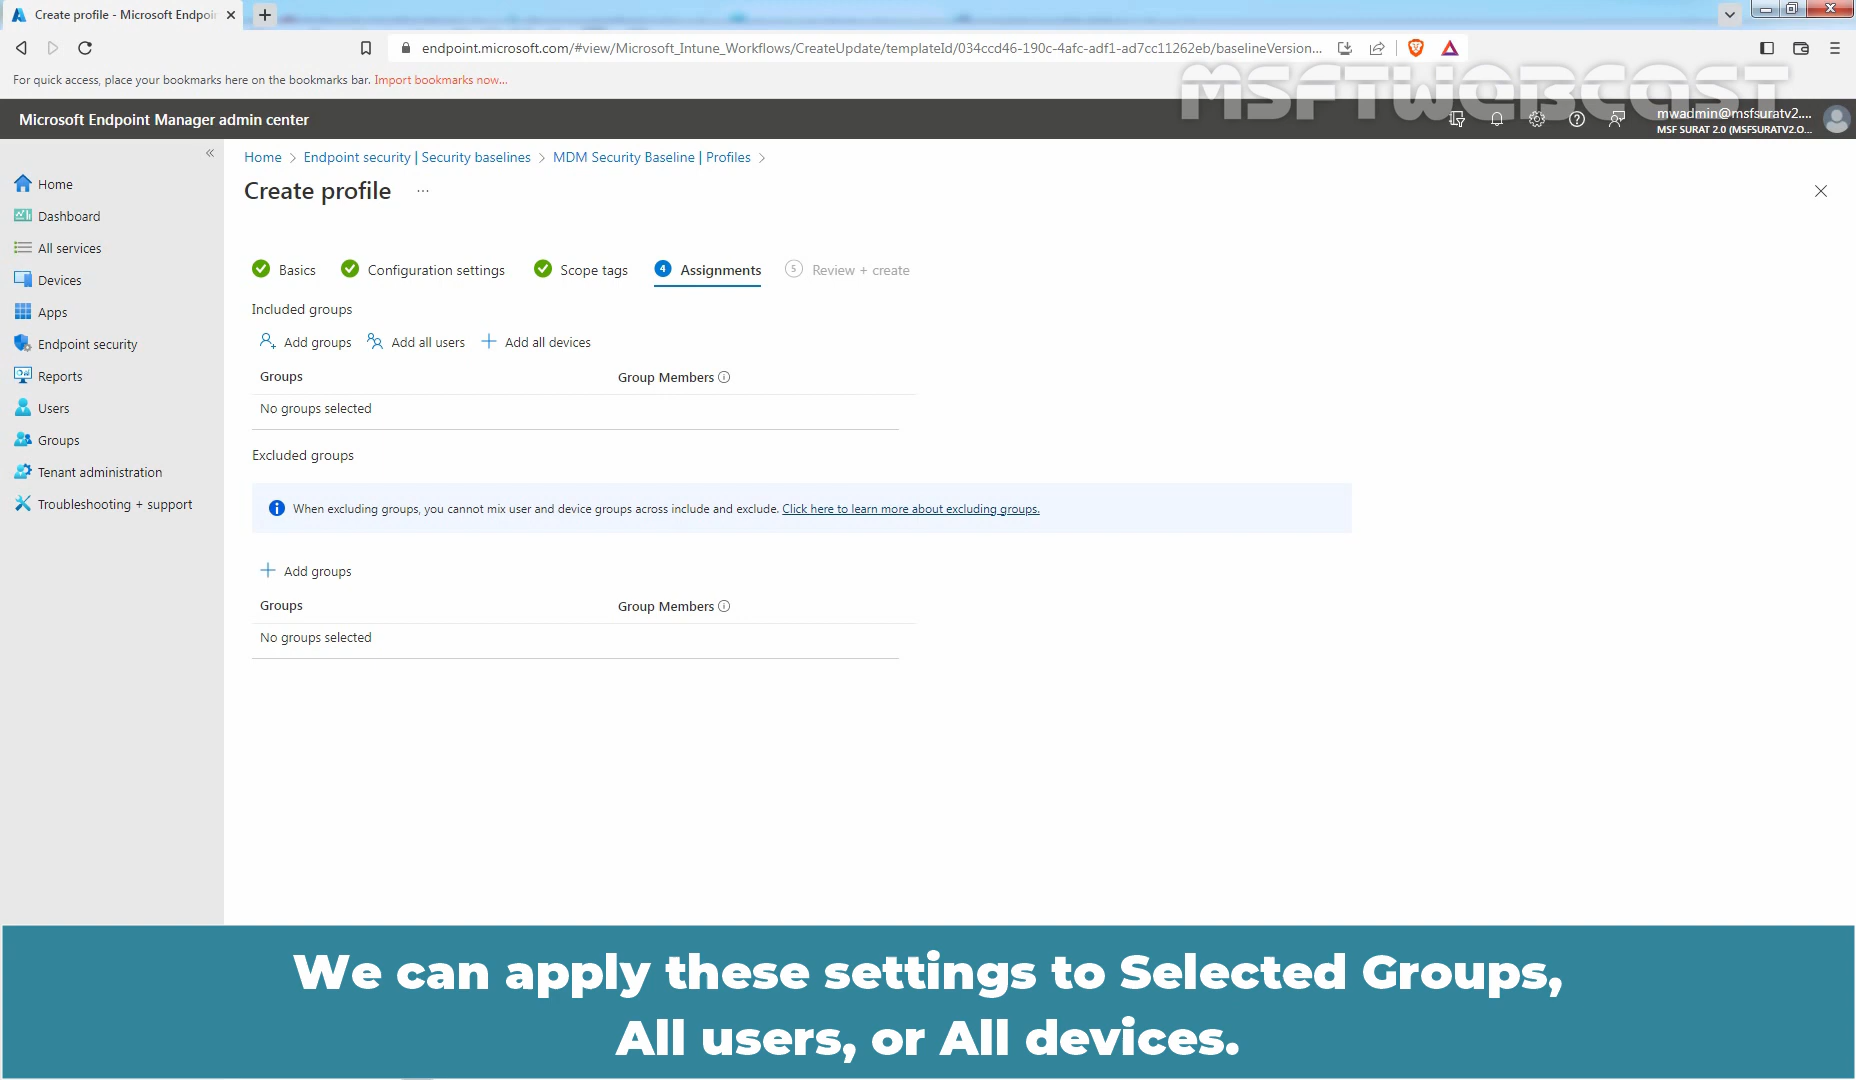 Create profile - Microsoft Endpoin
For quick access, place your bookmarks here on the bookmarks bar. Import bookmarks now...
endpoint.microsoft.com/#view/Microsoft_Intune_Workflows/CreateUpdate/templateId/034ccd46-190c-4afc-adf1-ad7cc11262eb/baselineVersion...
MSFTWEBCAST
Microsoft Endpoint Manager admin center
mwadmin@msfsuratv2....
MSF SURAT 2.0 (MSFSURATV2.O...
Home
Dashboard
All services
Devices
Apps
Endpoint security
Reports
Users
Groups
Tenant administration
Troubleshooting + support
Home > Endpoint security | Security baselines > MDM Security Baseline | Profiles >
Create profile ...
Basics Configuration settings Scope tags 4 Assignments 5 Review + create
Included groups
Add groups Add all users Add all devices
Groups Group Members
No groups selected
Excluded groups
When excluding groups, you cannot mix user and device groups across include and exclude. Click here to learn more about excluding groups.
Add groups
Groups Group Members
No groups selected
We can apply these settings to Selected Groups,
All users, or All devices.